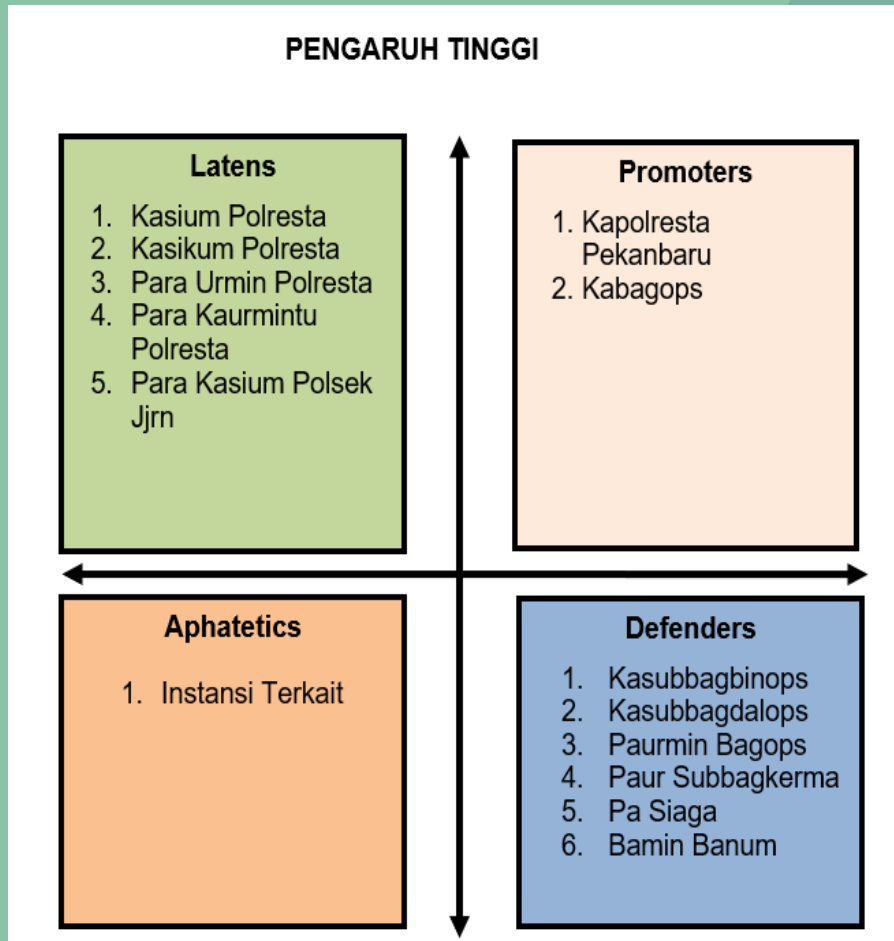 PENGARUH TINGGI
Latens
1. Kasium Polresta
2. Kasikum Polresta
3. Para Urmin Polresta
4. Para Kaurmintu
Polresta
5. Para Kasium Polsek
Jjrn
Promoters
1. Kapolresta
Pekanbaru
2. Kabagops
Aphatetics
1. Instansi Terkait
Defenders
1. Kasubbagbinops
2. Kasubbagdalops
3. Paurmin Bagops
4. Paur Subbagkerma
5. Pa Siaga
6. Bamin Banum